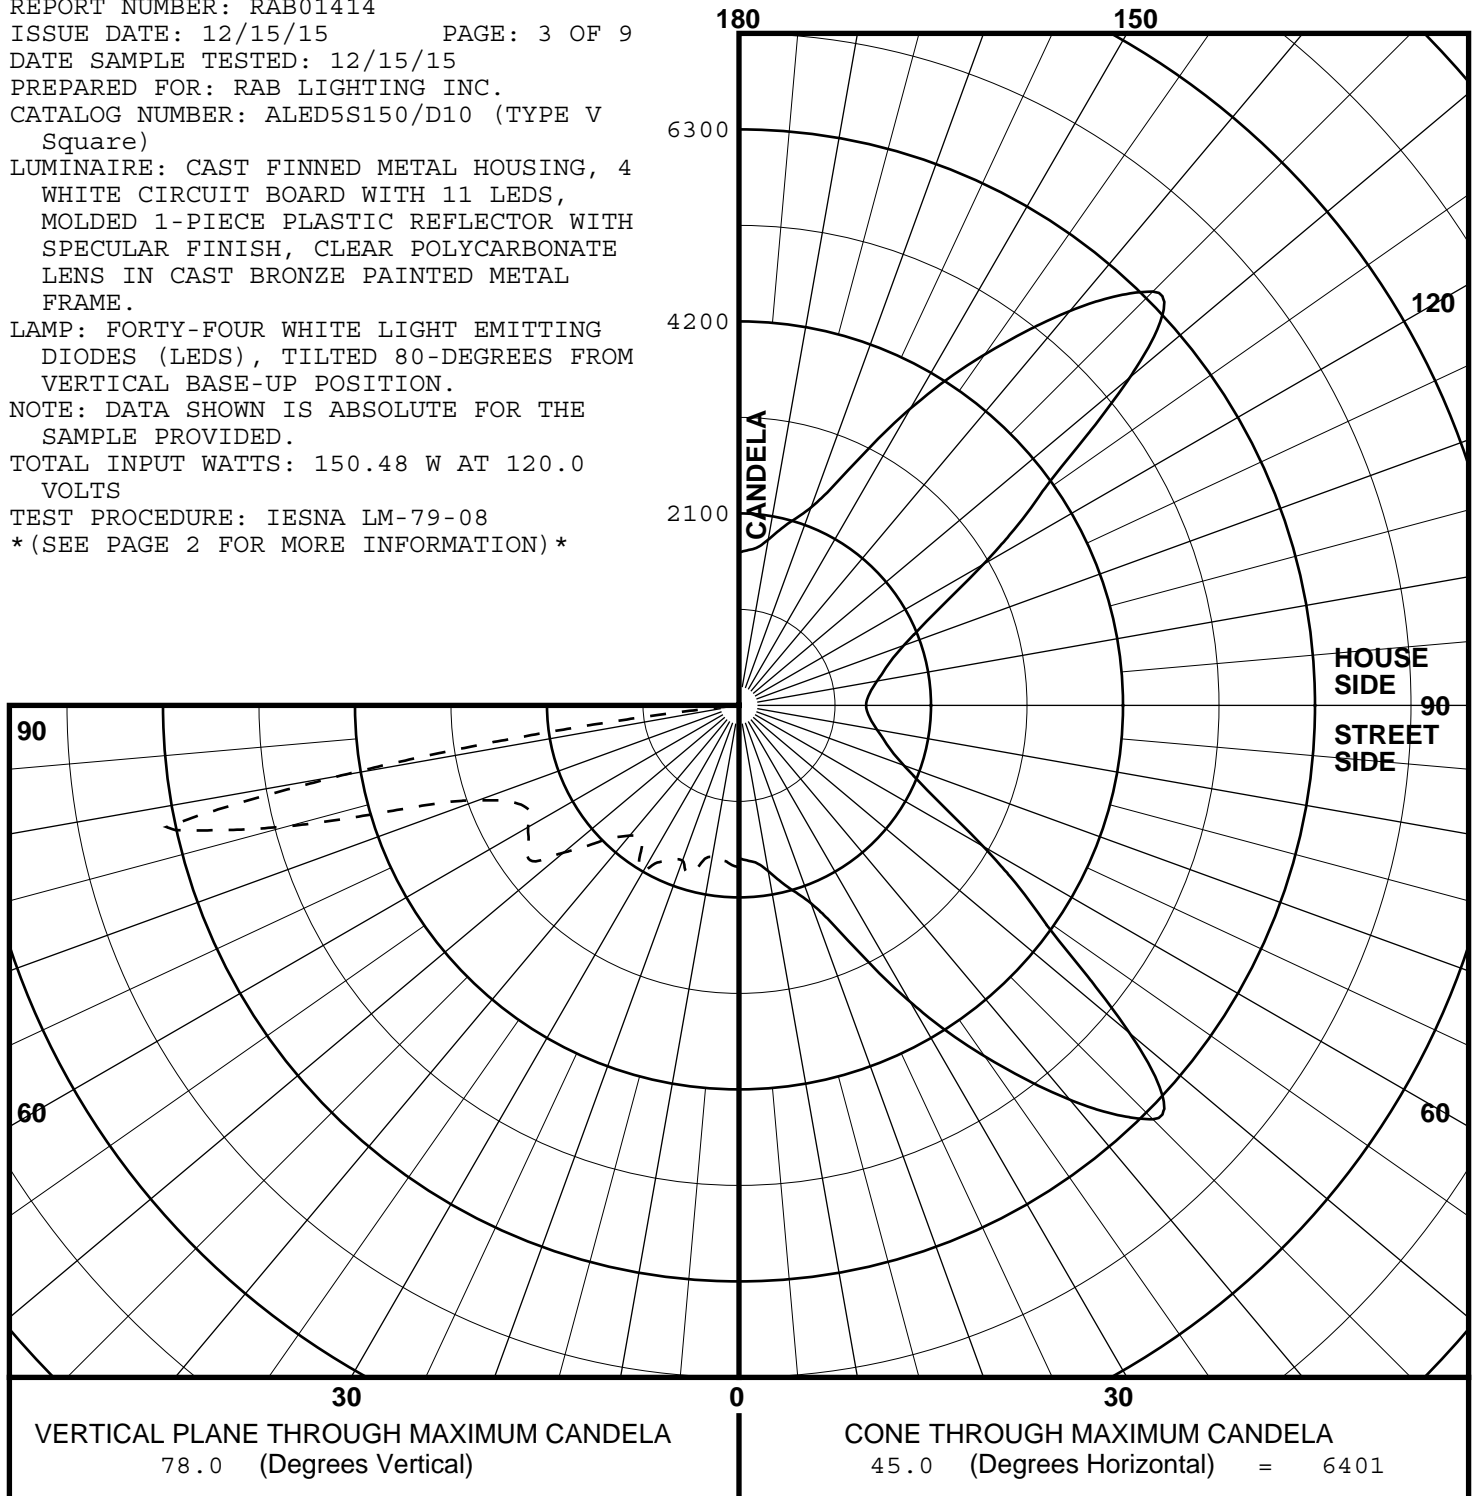 REPORT NUMBER: RAB01414
ISSUE DATE: 12/15/15 PAGE: 3 OF 9
DATE SAMPLE TESTED: 12/15/15
PREPARED FOR: RAB LIGHTING INC.
CATALOG NUMBER: ALED5S150/D10 (TYPE V
Square)
LUMINAIRE: CAST FINNED METAL HOUSING, 4
WHITE CIRCUIT BOARD WITH 11 LEDS,
MOLDED 1-PIECE PLASTIC REFLECTOR WITH
SPECULAR FINISH, CLEAR POLYCARBONATE
LENS IN CAST BRONZE PAINTED METAL
FRAME.
LAMP: FORTY-FOUR WHITE LIGHT EMITTING
DIODES (LEDS), TILTED 80-DEGREES FROM
VERTICAL BASE-UP POSITION.
NOTE: DATA SHOWN IS ABSOLUTE FOR THE
SAMPLE PROVIDED.
TOTAL INPUT WATTS: 150.48 W AT 120.0
VOLTS
TEST PROCEDURE: IESNA LM-79-08
*(SEE PAGE 2 FOR MORE INFORMATION)*
180
150
6300
4200
2100
CANDELA
120
HOUSE
SIDE
90
STREET
SIDE
90
60
60
30
0
30
VERTICAL PLANE THROUGH MAXIMUM CANDELA
78.0 (Degrees Vertical)
CONE THROUGH MAXIMUM CANDELA
45.0 (Degrees Horizontal) = 6401